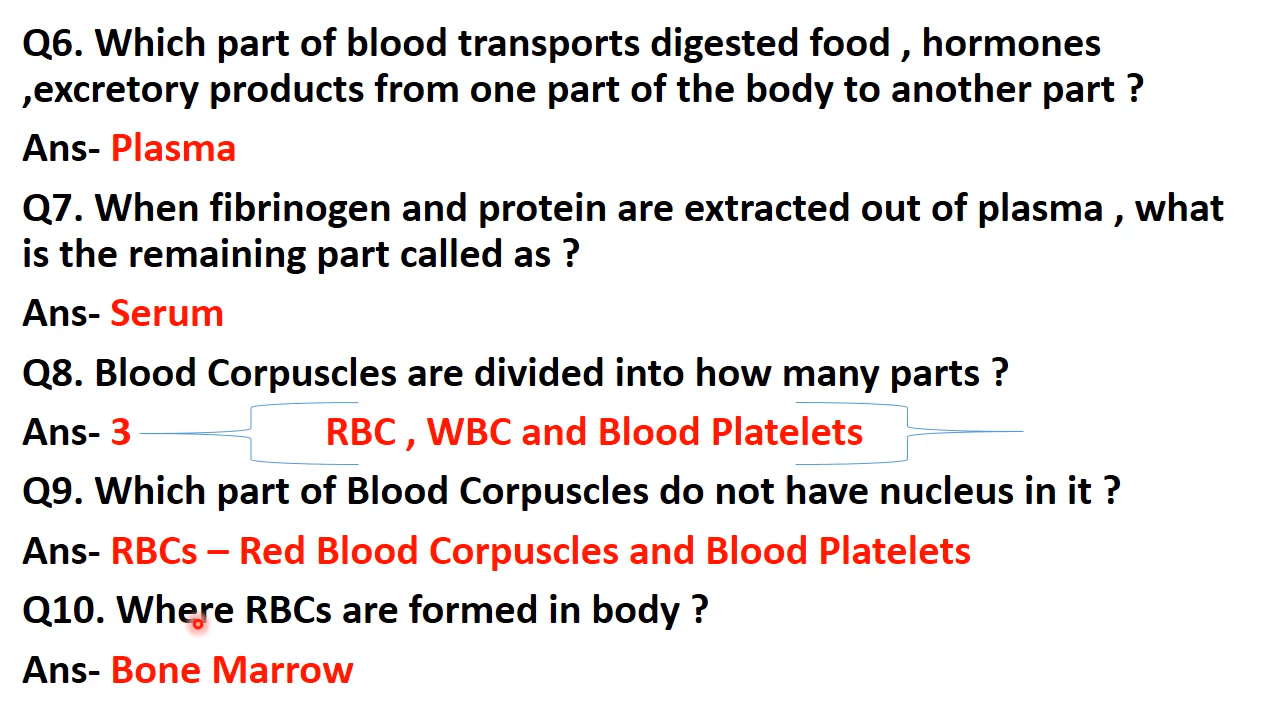 Q6. Which part of blood transports digested food , hormones
,excretory products from one part of the body to another part ?
Ans- Plasma
Q7. When fibrinogen and protein are extracted out of plasma , what
is the remaining part called as ?
Ans- Serum
Q8. Blood Corpuscles are divided into how many parts ?
Ans- 3 RBC , WBC and Blood Platelets
Q9. Which part of Blood Corpuscles do not have nucleus in it ?
Ans- RBCs – Red Blood Corpuscles and Blood Platelets
Q10. Where RBCs are formed in body ?
Ans- Bone Marrow